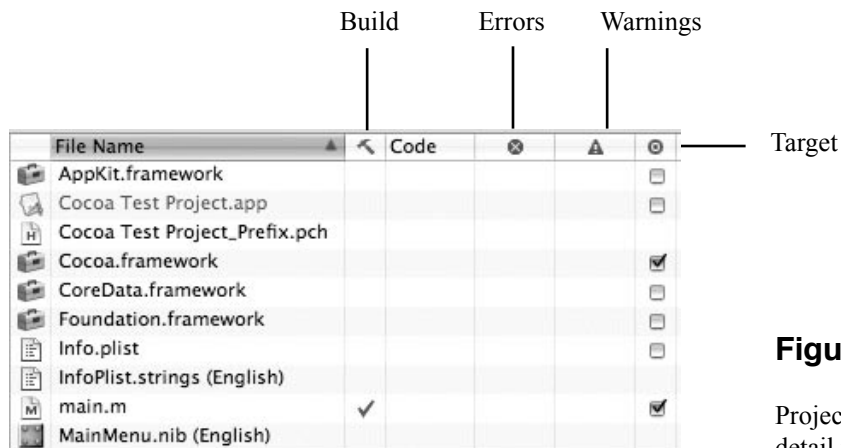 Build Errors Warnings
File Name Code
Target
AppKit.framework
Cocoa Test Project.app
Cocoa Test Project_Prefix.pch
Cocoa.framework
CoreData.framework
Foundation.framework
Info.plist
InfoPlist.strings (English)
main.m
MainMenu.nib (English)
Figu
Projec
detail